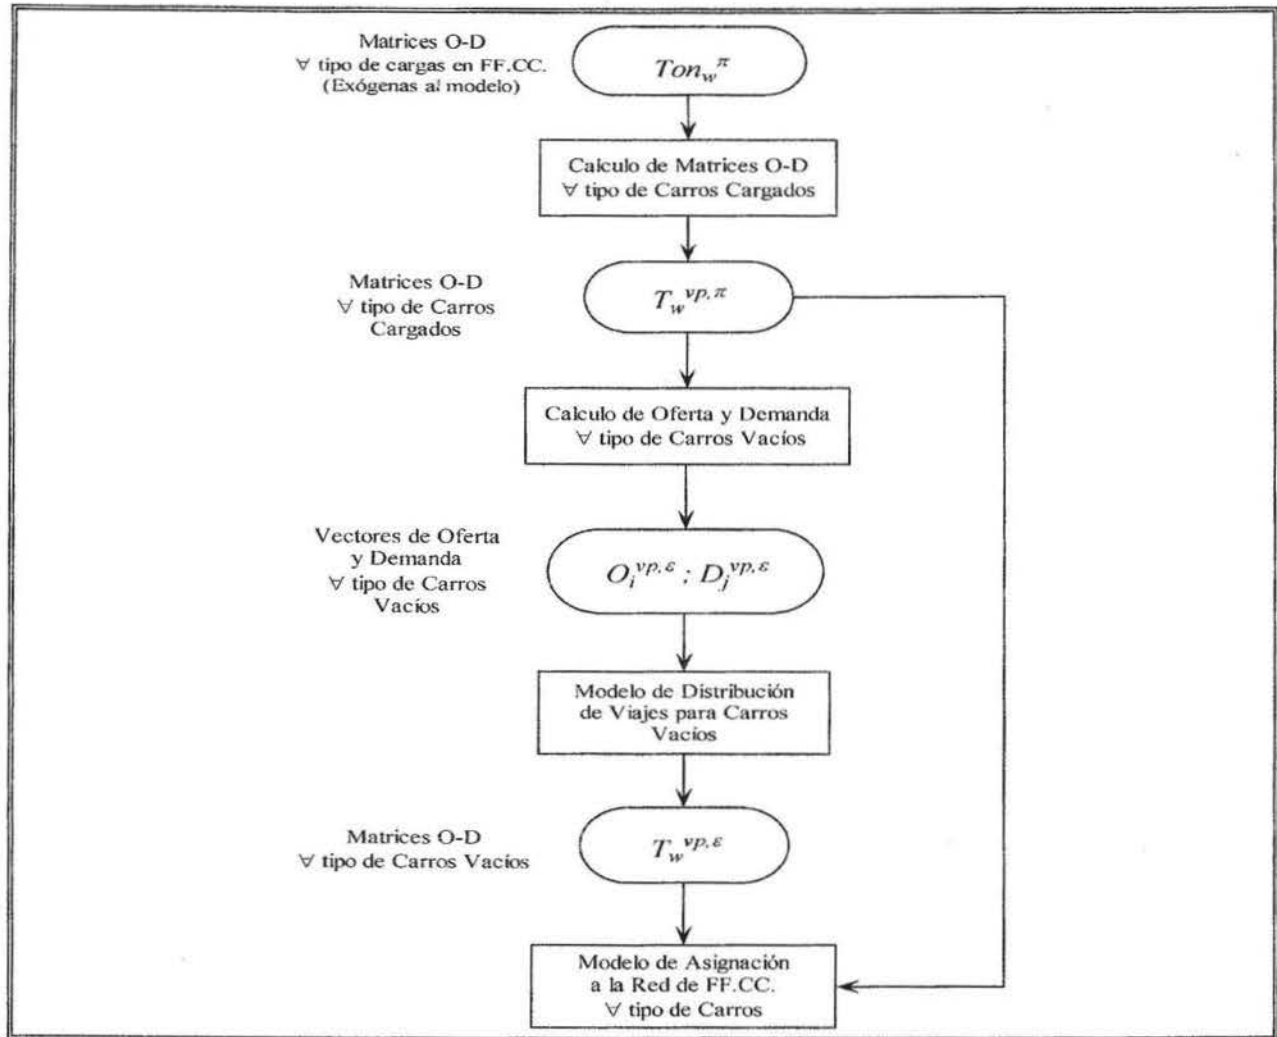 Matrices O-D
∀ tipo de cargas en FF.CC.
(Exógenas al modelo)
Ton_w^π
Calculo de Matrices O-D
∀ tipo de Carros Cargados
Matrices O-D
∀ tipo de Carros
Cargados
T_w^{vp,π}
Calculo de Oferta y Demanda
∀ tipo de Carros Vacíos
Vectores de Oferta
y Demanda
∀ tipo de Carros
Vacíos
O_i^{vp,ε} ; D_j^{vp,ε}
Modelo de Distribución
de Viajes para Carros
Vacíos
Matrices O-D
∀ tipo de Carros Vacíos
T_w^{vp,ε}
Modelo de Asignación
a la Red de FF.CC.
∀ tipo de Carros